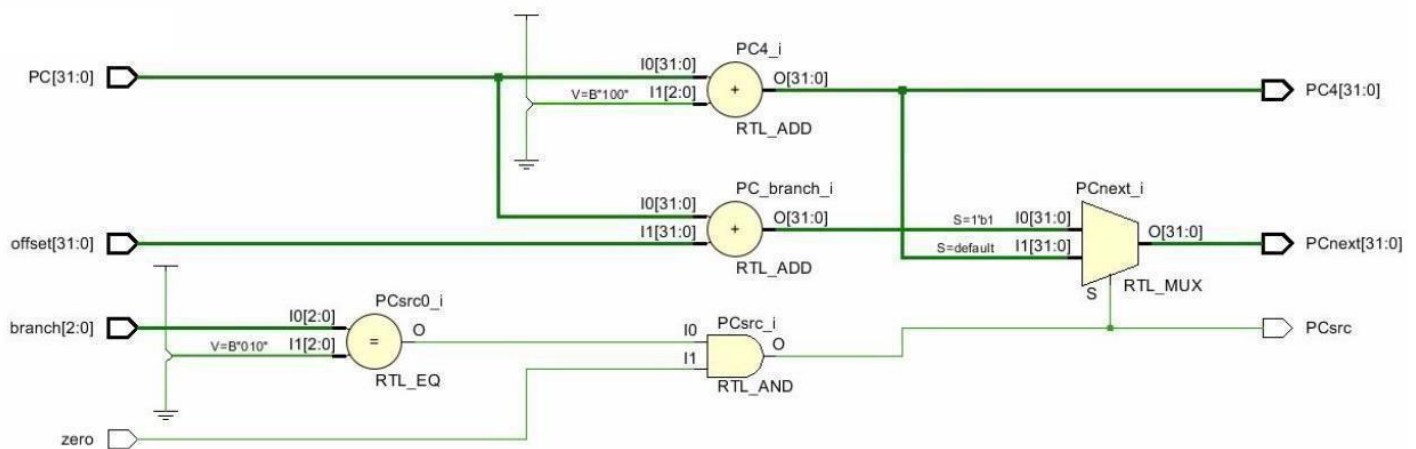 PC4_i
PC[31:0]
I0[31:0]
O[31:0]
V=B"100"
I1[2:0]
PC4[31:0]
RTL_ADD
PC_branch_i
PCnext_i
I0[31:0]
O[31:0]
S=1'b1
I0[31:0]
offset[31:0]
I1[31:0]
S=default
I1[31:0]
O[31:0]
PCnext[31:0]
RTL_ADD
S
RTL_MUX
PCsrc0_i
branch[2:0]
I0[2:0]
O
V=B"010"
I1[2:0]
=
RTL_EQ
PCsrc_i
I0
O
I1
RTL_AND
PCsrc
zero
+
+